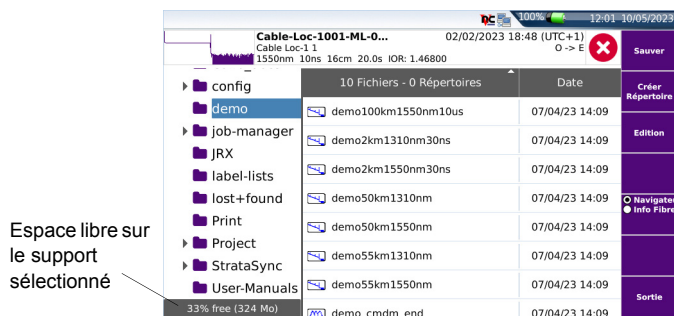 100% 12:01 10/05/2023
Cable-Loc-1001-ML-0... 02/02/2023 18:48 (UTC+1)
Cable Loc-1 1 O -> E
1550nm 10ns 16cm 20.0s IOR: 1.46800
Sauver
Créer
Répertoire
Edition
Navigateu
Info Fibre
Sortie
config
demo
job-manager
JRX
label-lists
lost+found
Print
Project
StrataSync
User-Manuals
33% free (324 Mo)
10 Fichiers - 0 Répertoires Date
demo100km1550nm10us 07/04/23 14:09
demo2km1310nm30ns 07/04/23 14:09
demo2km1550nm30ns 07/04/23 14:09
demo50km1310nm 07/04/23 14:09
demo50km1550nm 07/04/23 14:09
demo55km1310nm 07/04/23 14:09
demo55km1550nm 07/04/23 14:09
demo_cmdm_end 07/04/23 14:09
Espace libre sur
le support
sélectionné